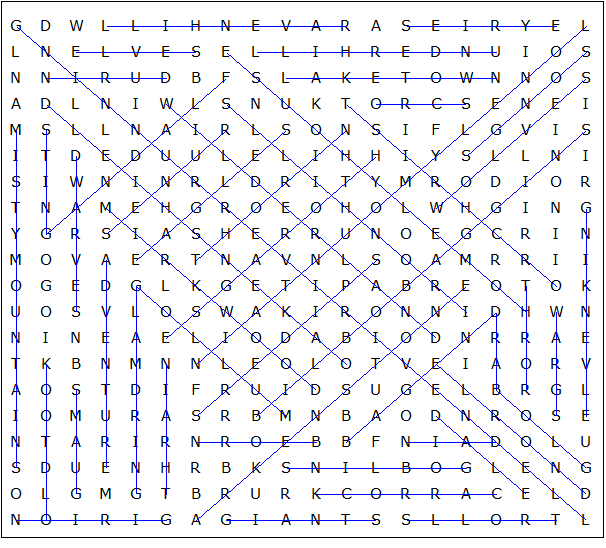 G D W L L I H N E V A R A S E I R Y E L
L N E L V E S E L L I H R E D N U I O S
N N I R U D B F S L A K E T O W N N O S
A D L N I W L S N U K T O R C S E N E I
M S L L N A I R L S O N S I F L G V I S
I T D E D U U L E L I H H I Y S L L N I
S I W N I N R L D R I T Y M R O D I O R
T N A M E H G R O E O H O L W H G I N G
Y G R S I A S H E R R U N O E G C R I N
M O V A E R T N A V N L S O A M R R I I
O G E D G L K G E T I P A B R E O T O K
U O S V L O S W A K I R O N N I D H W N
N I N E A E L I O D A B I O D N R R A E
T K B N M N N L E O L O T V E I A O R V
A O S T D I F R U I D S U G E L B R G L
I O M U R A S R B M N B A O D N R O S E
N T A R I R N R O E B B F N I A D O L U
S D U E N H R B K S N I L B O G L E N G
O L G M G T B R U R K C O R R A C E L D
N O I R I G A G I A N T S S L L O R T L